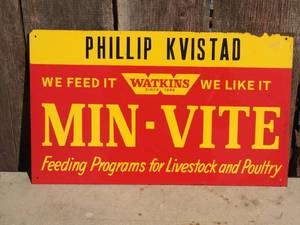 PHILLIP KVISTAD
WE FEED IT WATKINS WE LIKE IT
SINCE 1868
MIN-VITE
Feeding Programs for Livestock and Poultry